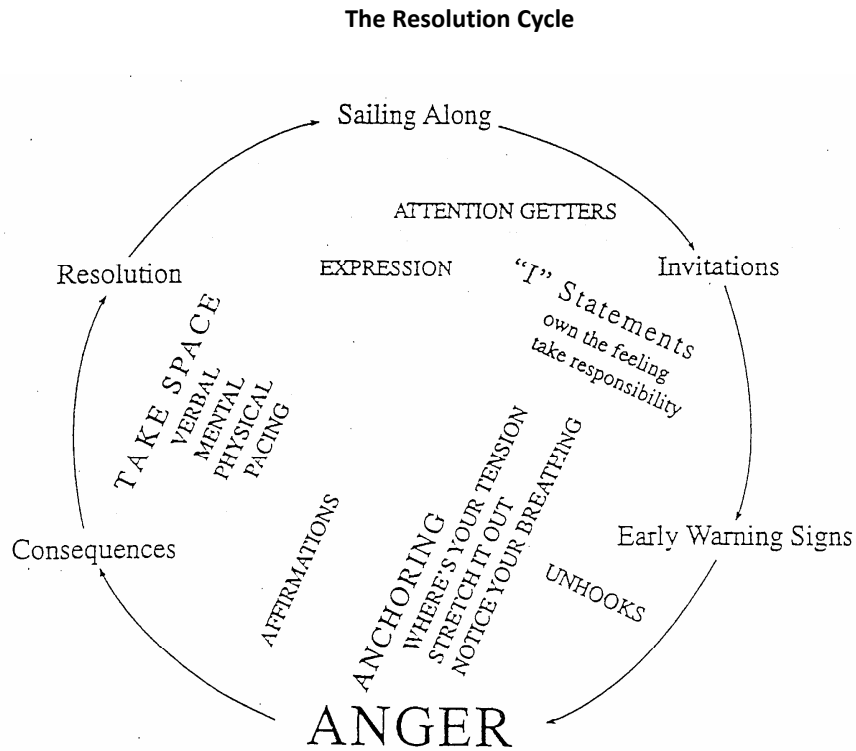 The Resolution Cycle
Sailing Along
ATTENTION GETTERS
EXPRESSION
Resolution
Invitations
"I" Statements
own the feeling
take responsibility
TAKE SPACE
VERBAL
MENTAL
PHYSICAL
PACING
ANCHORING
WHERE'S YOUR TENSION
STRETCH IT OUT
NOTICE YOUR BREATHING
AFFIRMATIONS
UNHOOKS
Early Warning Signs
Consequences
ANGER